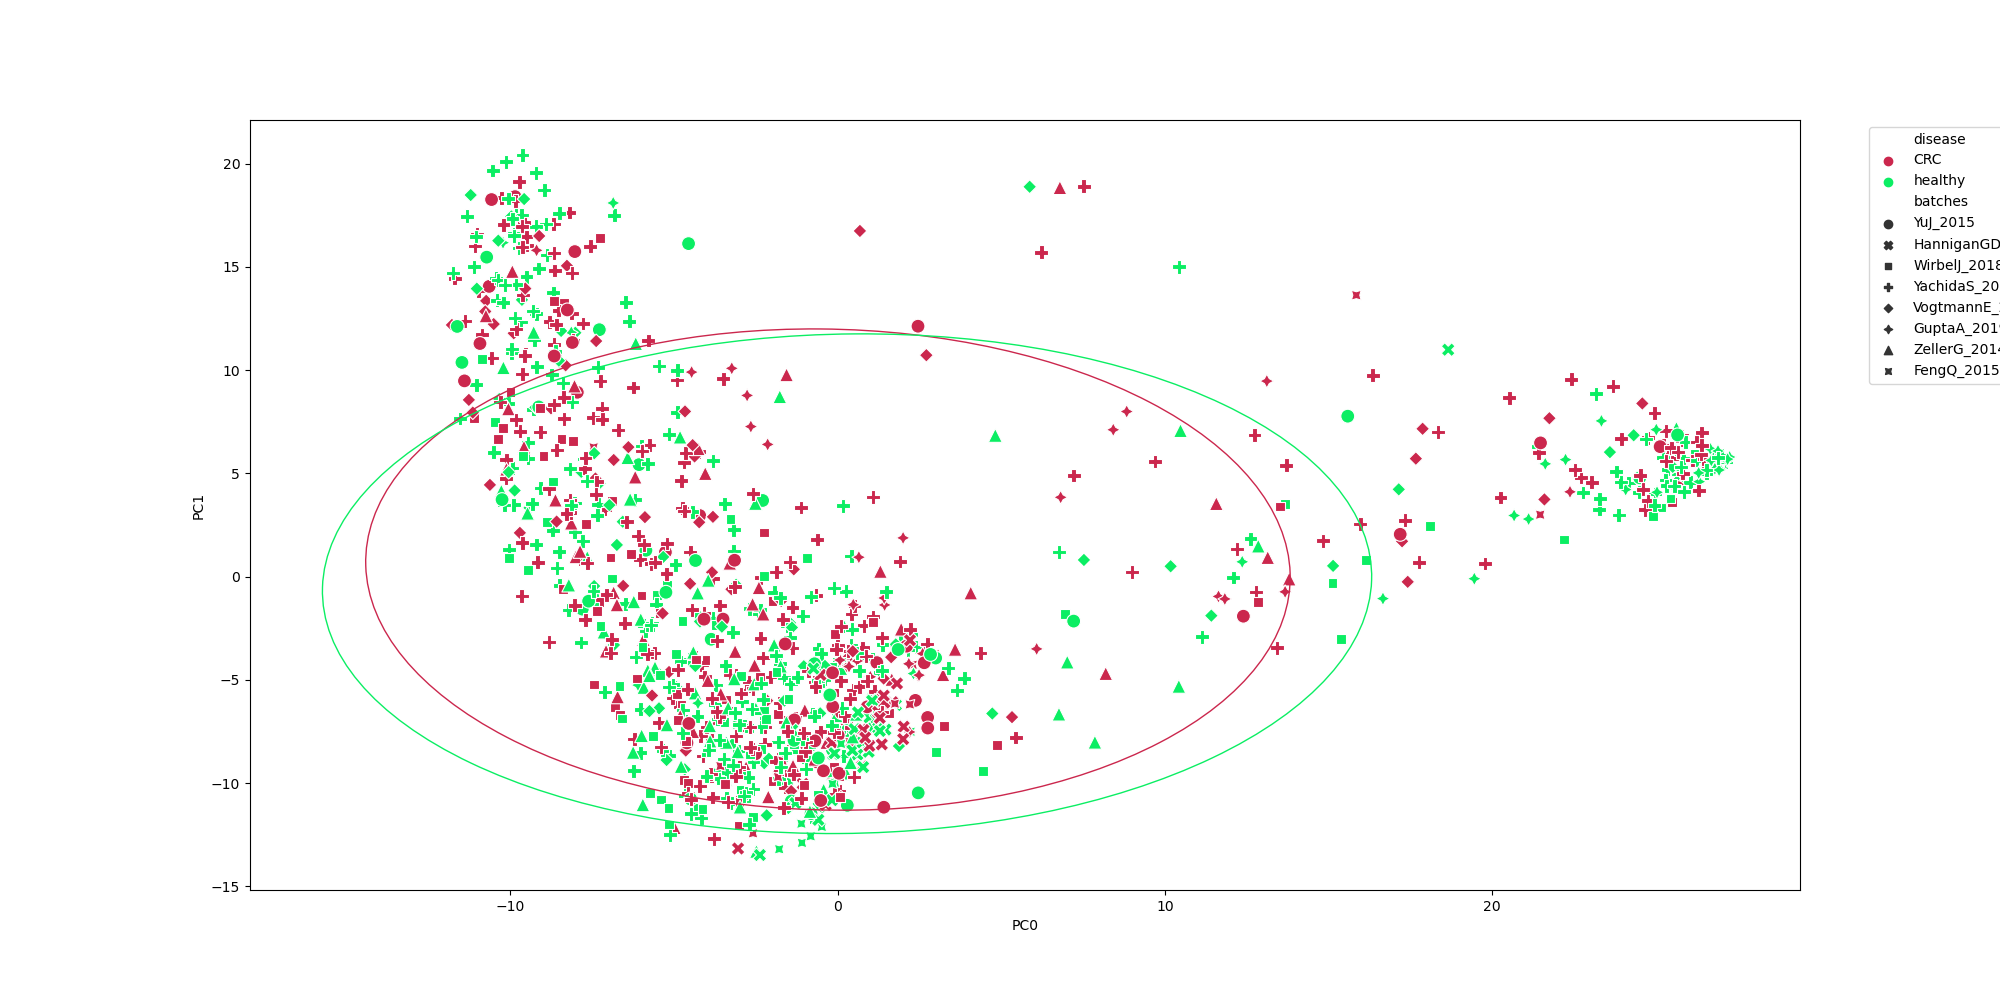 20
15
10
5
0
−5
−10
−15
PC1
−10
0
10
20
PC0
disease
CRC
healthy
batches
YuJ_2015
HanniganGD
WirbelJ_2018
YachidaS_20
VogtmannE_
GuptaA_2019
ZellerG_2014
FengQ_2015